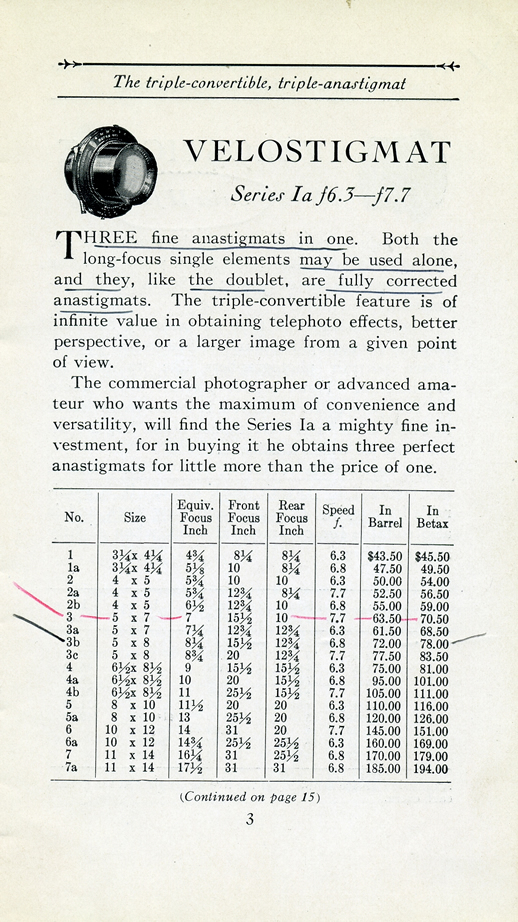 The triple-convertible, triple-anastigmat
VELOSTIGMAT
Series Ia f6.3—f7.7
THREE fine anastigmats in one. Both the
long-focus single elements may be used alone,
and they, like the doublet, are fully corrected
anastigmats. The triple-convertible feature is of
infinite value in obtaining telephoto effects, better
perspective, or a larger image from a given point
of view.
The commercial photographer or advanced ama-
teur who wants the maximum of convenience and
versatility, will find the Series Ia a mighty fine in-
vestment, for in buying it he obtains three perfect
anastigmats for little more than the price of one.
No. Size Equiv. Focus Inch Front Focus Inch Rear Focus Inch Speed f. In Barrel In Betax
1 3¼x 4¼ 4¾ 8¼ 8¼ 6.3 $43.50 $45.50
1a 3¼x 4¼ 5⅛ 10 8¼ 6.8 47.50 49.50
2 4 x 5 5¾ 10 10 6.3 50.00 54.00
2a 4 x 5 5¾ 12¾ 8¼ 7.7 52.50 56.50
2b 4 x 5 6½ 12¾ 10 6.8 55.00 59.00
3 5 x 7 7 15½ 10 7.7 63.50 70.50
3a 5 x 7 7¼ 12¾ 12¾ 6.3 61.50 68.50
3b 5 x 8 8¼ 15½ 12¾ 6.8 72.00 78.00
3c 5 x 8 8¾ 20 12¾ 7.7 77.50 83.50
4 6½x 8½ 9 15½ 15½ 6.3 75.00 81.00
4a 6½x 8½ 10 20 15½ 6.8 95.00 101.00
4b 6½x 8½ 11 25½ 15½ 7.7 105.00 111.00
5 8 x 10 11½ 20 20 6.3 110.00 116.00
5a 8 x 10 13 25½ 20 6.8 120.00 126.00
6 10 x 12 14 31 20 7.7 145.00 151.00
6a 10 x 12 14¾ 25½ 25½ 6.3 160.00 169.00
7 11 x 14 16¼ 31 25½ 6.8 170.00 179.00
7a 11 x 14 17½ 31 31 6.8 185.00 194.00
(Continued on page 15)
3